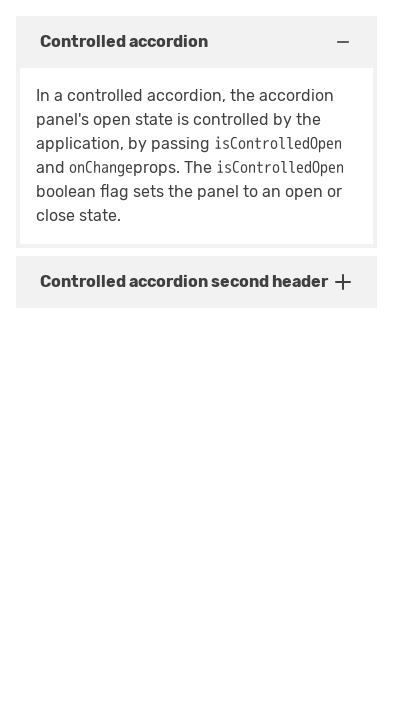 Controlled accordion
In a controlled accordion, the accordion
panel's open state is controlled by the
application, by passing isControlledOpen
and onChangeprops. The isControlledOpen
boolean flag sets the panel to an open or
close state.
Controlled accordion second header